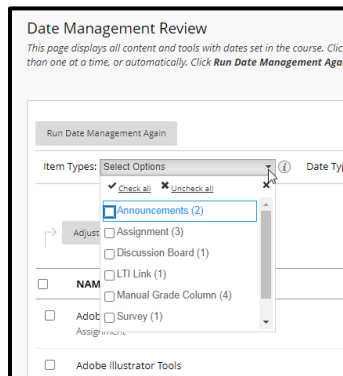 Date Management Review
This page displays all content and tools with dates set in the course. Clic
than one at a time, or automatically. Click Run Date Management Aga
Run Date Management Again
Item Types: Select Options
Date Ty
Check all Uncheck all
Announcements (2)
Adjust
Assignment (3)
Discussion Board (1)
LTI Link (1)
NAM
Manual Grade Column (4)
Adob
Survey (1)
Assignment
Adobe Illustrator Tools